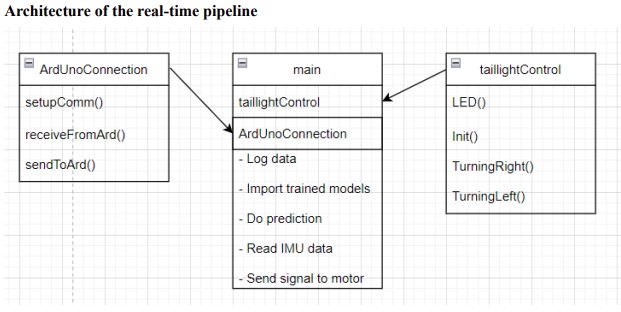 Architecture of the real-time pipeline
ArdUnoConnection
setupComm()
receiveFromArd()
sendToArd()
main
taillightControl
ArdUnoConnection
- Log data
- Import trained models
- Do prediction
- Read IMU data
- Send signal to motor
taillightControl
LED()
Init()
TurningRight()
TurningLeft()